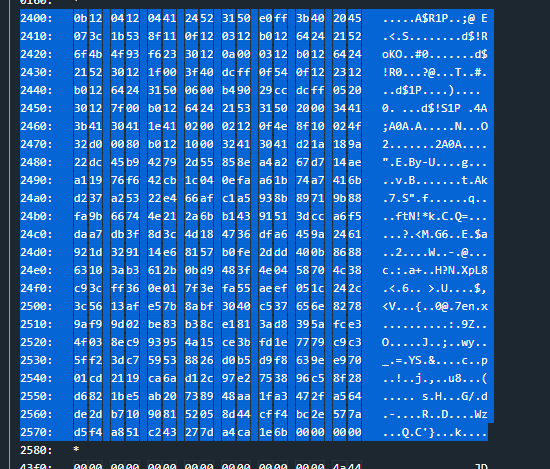 0160: *
2400: 0b12 0412 0441 2452 3150 e0ff 3b40 2045 .....A$R1P..;@ E
2410: 073c 1b53 8f11 0f12 0312 b012 6424 2152 .<.S........d$!R
2420: 6f4b 4f93 f623 3012 0a00 0312 b012 6424 oKO..#0.......d$
2430: 2152 3012 1f00 3f40 dcff 0f54 0f12 2312 !R0...?@...T..#.
2440: b012 6424 3150 0600 b490 29cc dcff 0520 ..d$1P....)....
2450: 3012 7f00 b012 6424 2153 3150 2000 3441 0. ...d$!S1P .4A
2460: 3b41 3041 1e41 0200 0212 0f4e 8f10 024f ;A0A.A.....N...O
2470: 32d0 0080 b012 1000 3241 3041 d21a 189a 2.......2A0A....
2480: 22dc 45b9 4279 2d55 858e a4a2 67d7 14ae ".E.By-U....g...
2490: a119 76f6 42cb 1c04 0efa a61b 74a7 416b ..v.B.......t.Ak
24a0: d237 a253 22e4 66af c1a5 938b 8971 9b88 .7.S".f......q..
24b0: fa9b 6674 4e21 2a6b b143 9151 3dcc a6f5 ..ftN!*k.C.Q=...
24c0: daa7 db3f 8d3c 4d18 4736 dfa6 459a 2461 ...?.<M.G6..E.$a
24d0: 921d 3291 14e6 8157 b0fe 2ddd 400b 8688 ..2....W..-.@...
24e0: 6310 3ab3 612b 0bd9 483f 4e04 5870 4c38 c.:.a+..H?N.XpL8
24f0: c93c ff36 0e01 7f3e fa55 aeef 051c 242c .<.6.. >.U....$,
2500: 3c56 13af e57b 8abf 3040 c537 656e 8278 <V...{..0@.7en.x
2510: 9af9 9d02 be83 b38c e181 3ad8 395a fce3 ..........:.9Z..
2520: 4f03 8ec9 9395 4a15 ce3b fd1e 7779 c9c3 O.....J..;..wy..
2530: 5ff2 3dc7 5953 8826 d0b5 d9f8 639e e970 _.=.YS.&....c..p
2540: 01cd 2119 ca6a d12c 97e2 7538 96c5 8f28 ..!..j.,..u8...(
2550: d682 1be5 ab20 7389 48aa 1fa3 472f a564 ..... s.H...G/.d
2560: de2d b710 9081 5205 8d44 cff4 bc2e 577a .-....R..D....Wz
2570: d5f4 a851 c243 277d a4ca 1e6b 0000 0000 ...Q.C'}...k....
2580: *
43f0: 0000 0000 0000 0000 0000 0000 0000 4a44 JD